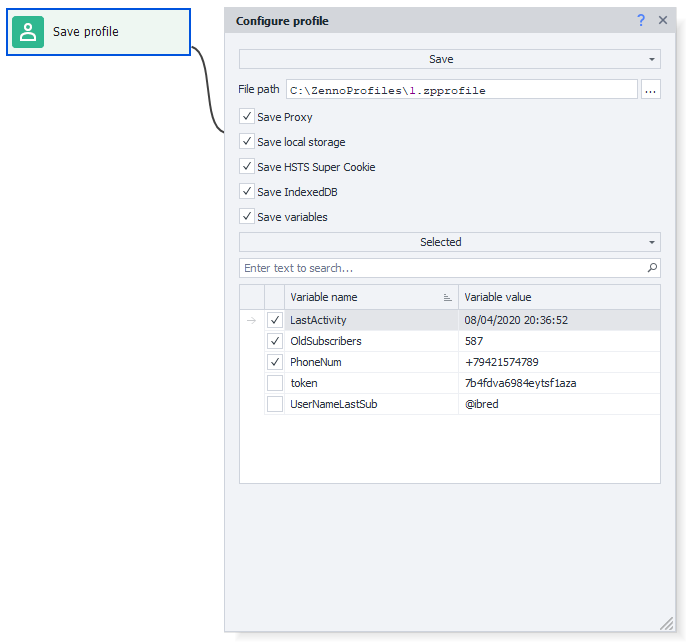 Save profile
Configure profile
?
Save
File path C:\ZennoProfiles\1.zpprofile ...
Save Proxy
Save local storage
Save HSTS Super Cookie
Save IndexedDB
Save variables
Selected
Enter text to search...
Variable name Variable value
LastActivity 08/04/2020 20:36:52
OldSubscribers 587
PhoneNum +79421574789
token 7b4fdva6984eytsf1aza
UserNameLastSub @ibred